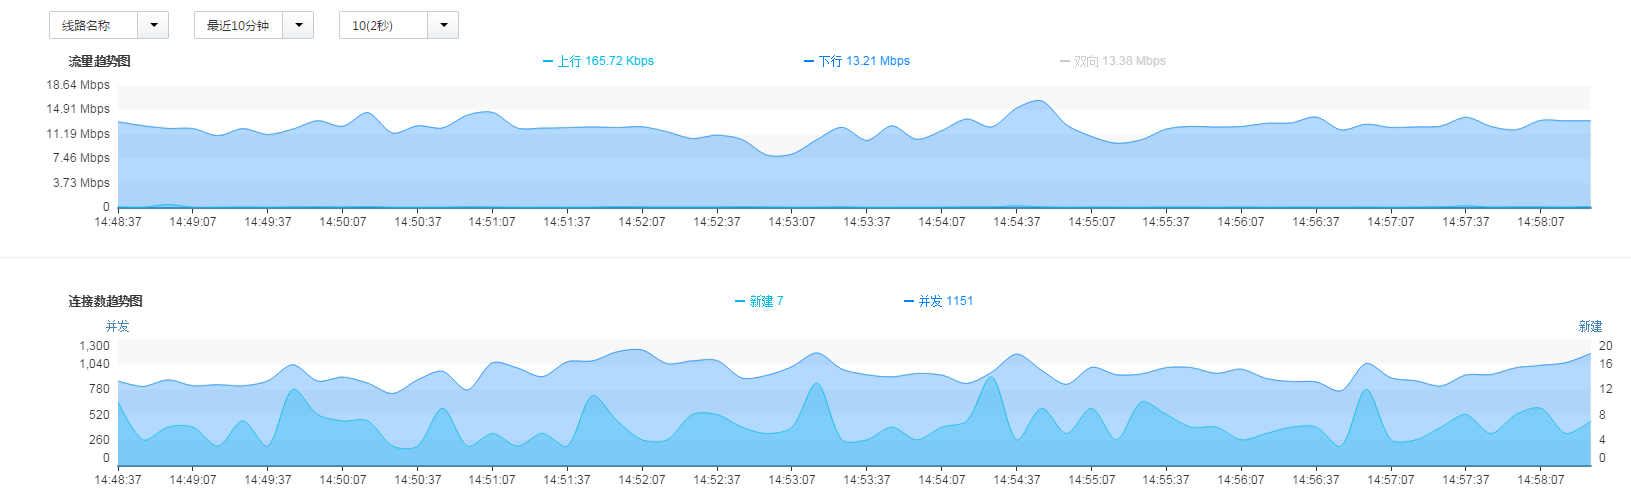 线路名称 最近10分钟 10(2秒)
流量趋势图 上行 165.72 Kbps 下行 13.21 Mbps 双向 13.38 Mbps
18.64 Mbps
14.91 Mbps
11.19 Mbps
7.46 Mbps
3.73 Mbps
0
14:48:37 14:49:07 14:49:37 14:50:07 14:50:37 14:51:07 14:51:37 14:52:07 14:52:37 14:53:07 14:53:37 14:54:07 14:54:37 14:55:07 14:55:37 14:56:07 14:56:37 14:57:07 14:57:37 14:58:07
连接数趋势图 新建 7 并发 1151
并发 新建
1,300 20
1,040 16
780 12
520 8
260 4
0 0
14:48:37 14:49:07 14:49:37 14:50:07 14:50:37 14:51:07 14:51:37 14:52:07 14:52:37 14:53:07 14:53:37 14:54:07 14:54:37 14:55:07 14:55:37 14:56:07 14:56:37 14:57:07 14:57:37 14:58:07